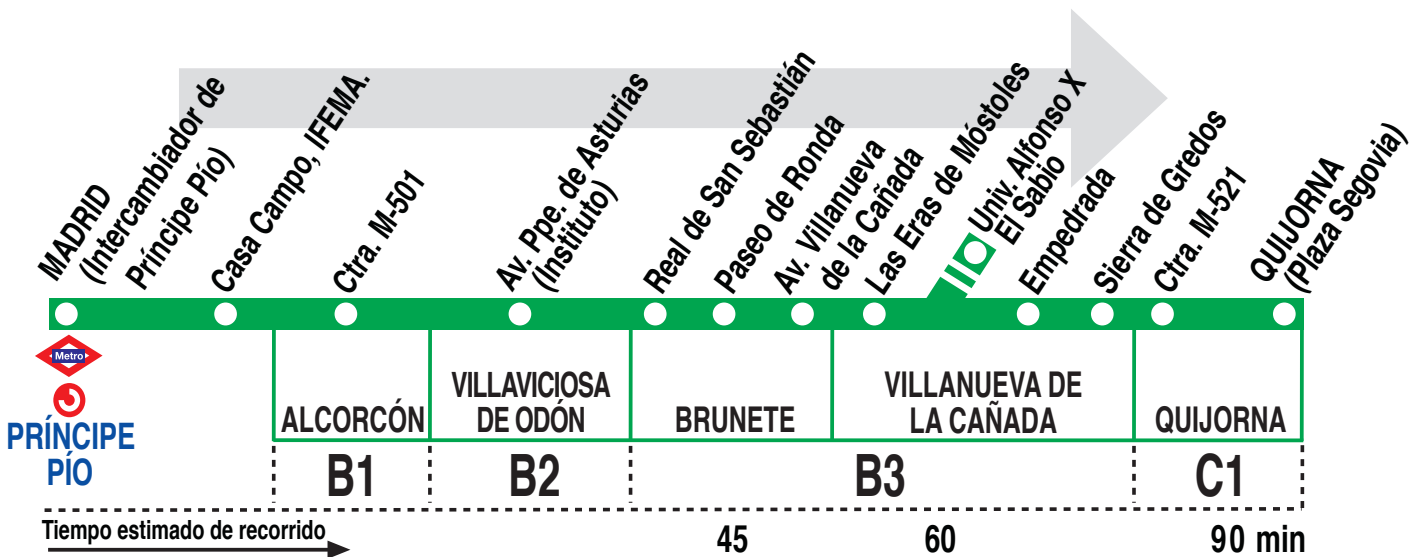 MADRID
(Intercambiador de
Príncipe Pío)
Casa Campo, IFEMA.
Ctra. M-501
Av. Ppe. de Asturias
(Instituto)
Real de San Sebastián
Paseo de Ronda
Av. Villanueva
de la Cañada
Las Eras de Móstoles
Univ. Alfonso X
El Sabio
Empedrada
Sierra de Gredos
Ctra. M-521
QUIJORNA
(Plaza Segovia)
Metro
PRÍNCIPE
PÍO
ALCORCÓN
VILLAVICIOSA
DE ODÓN
BRUNETE
VILLANUEVA DE
LA CAÑADA
QUIJORNA
B1
B2
B3
C1
Tiempo estimado de recorrido
45
60
90 min